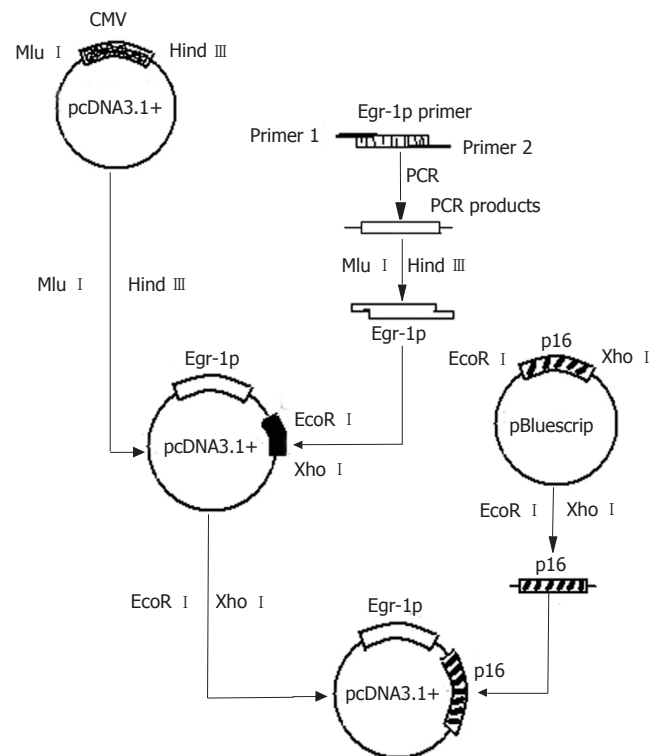 CMV
Mlu Ⅰ Hind Ⅲ
pcDNA3.1+
Egr-1p primer
Primer 1
Primer 2
PCR
PCR products
Mlu Ⅰ Hind Ⅲ
Egr-1p
Mlu Ⅰ Hind Ⅲ
Egr-1p
EcoR Ⅰ
pcDNA3.1+
Xho Ⅰ
p16
EcoR Ⅰ Xho Ⅰ
pBluescrip
EcoR Ⅰ Xho Ⅰ
p16
EcoR Ⅰ Xho Ⅰ
Egr-1p
p16
pcDNA3.1+